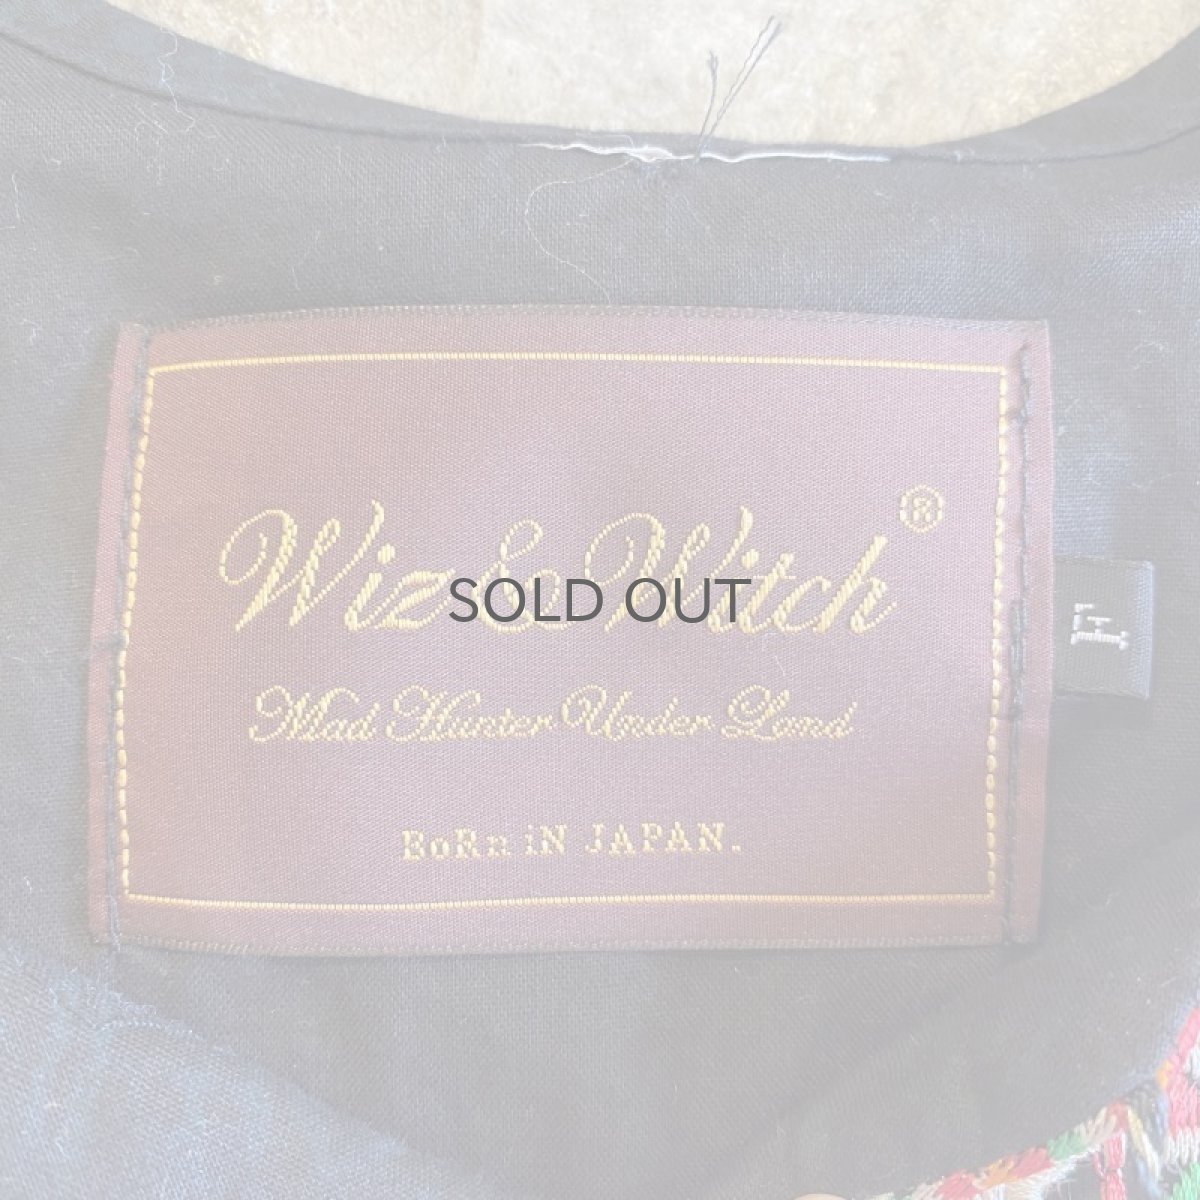 Wiz & Witch®
SOLD OUT
F
Mad Hunter Under Land
BoRn iN JAPAN.